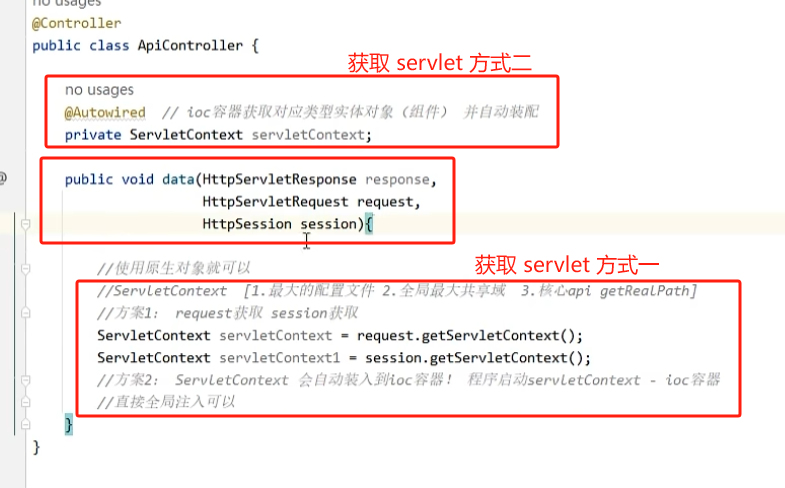 no usages
@Controller
public class ApiController {
获取 servlet 方式二
no usages
@Autowired // ioc容器获取对应类型实体对象（组件） 并自动装配
private ServletContext servletContext;
@
public void data(HttpServletResponse response,
HttpServletRequest request,
HttpSession session){
获取 servlet 方式一
//使用原生对象就可以
//ServletContext [1.最大的配置文件 2.全局最大共享域 3.核心api getRealPath]
//方案1： request获取 session获取
ServletContext servletContext = request.getServletContext();
ServletContext servletContext1 = session.getServletContext();
//方案2： ServletContext 会自动装入到ioc容器！ 程序启动servletContext - ioc容器
//直接全局注入可以
}
}